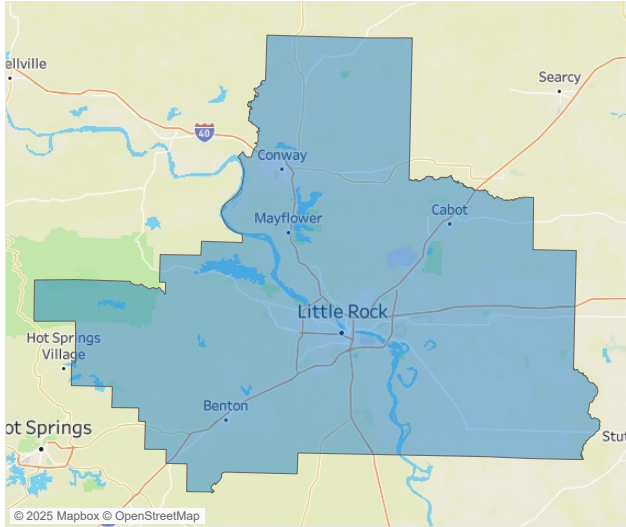 ellville
Searcy
40
Conway
Cabot
Mayflower
Little Rock
Hot Springs
Village
Benton
ot Springs
Stut
© 2025 Mapbox © OpenStreetMap